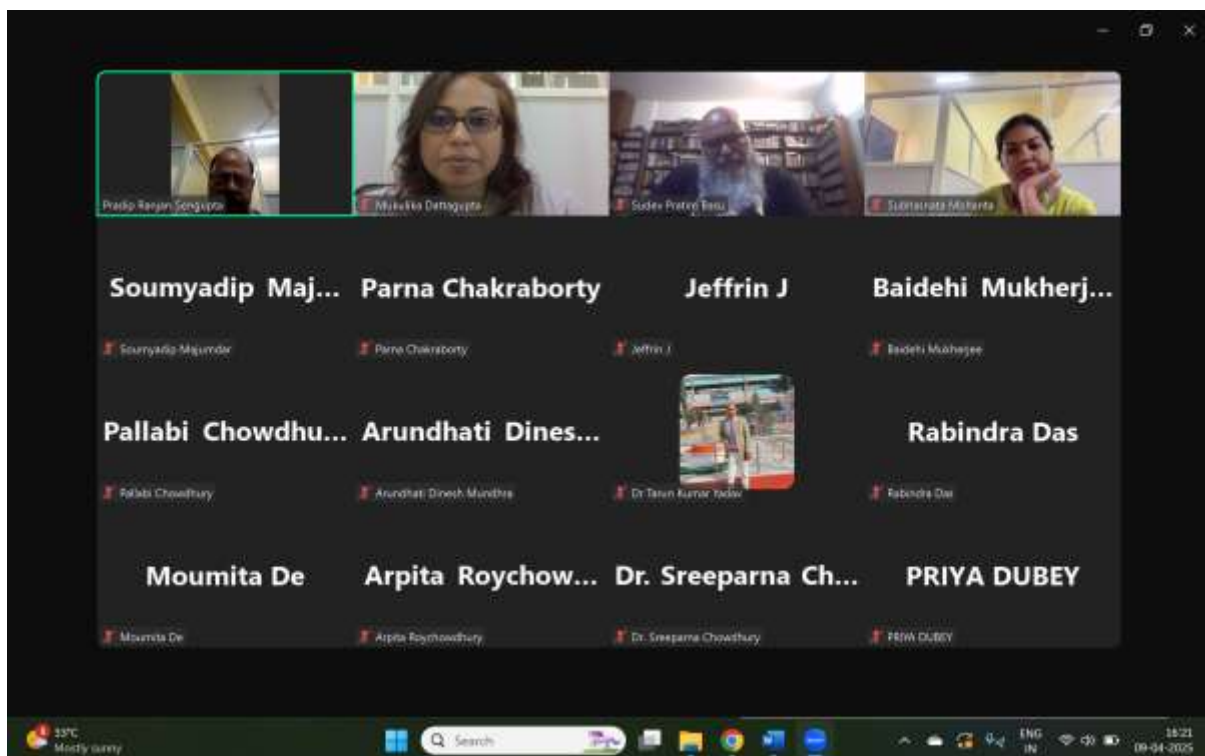 Pradip Ranjan Sengupta
Mukulika Dattagupta
Sudev Pratim Basu
Subhasnata Mohanta
Soumyadip Maj...
Parna Chakraborty
Jeffrin J
Baidehi Mukherj...
Soumyadip Majumdar
Parna Chakraborty
Jeffrin J
Baidehi Mukherjee
Pallabi Chowdhu...
Arundhati Dines...
Rabindra Das
Pallabi Chowdhury
Arundhati Dinesh Mundhra
Dr Tarun Kumar Yadav
Rabindra Das
Moumita De
Arpita Roychow...
Dr. Sreeparna Ch...
PRIYA DUBEY
Moumita De
Arpita Roychowdhury
Dr. Sreeparna Chowdhury
PRIYA DUBEY
33°C
Mostly sunny
Search
ENG
IN
16:21
09-04-2025